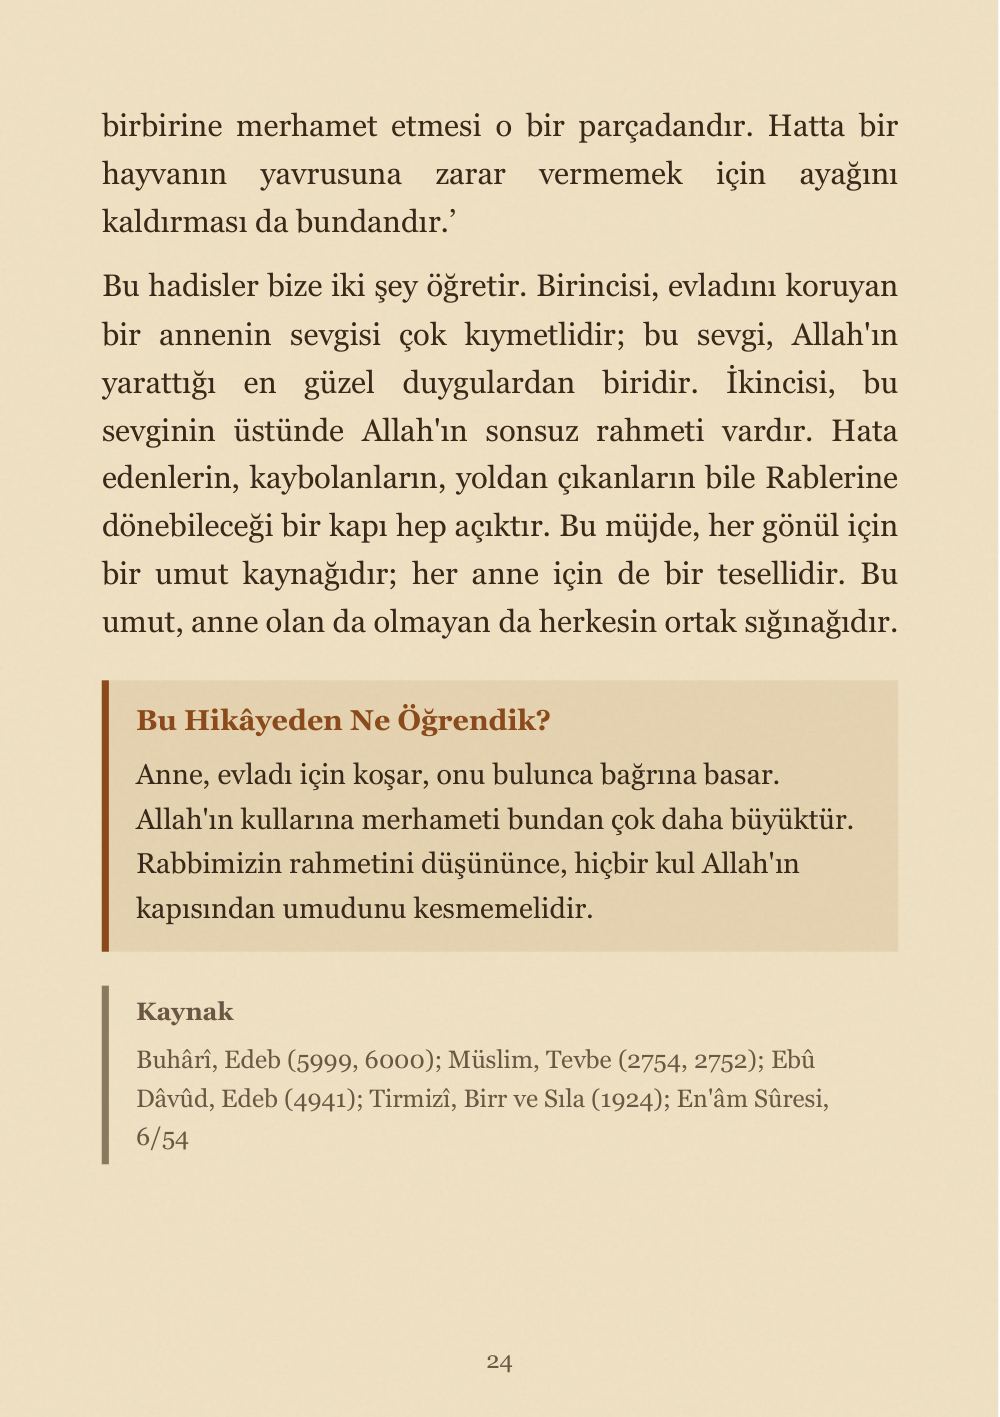 birbirine merhamet etmesi o bir parçadandır. Hatta bir
hayvanın yavrusuna zarar vermemek için ayağını
kaldırması da bundandır.’
Bu hadisler bize iki şey öğretir. Birincisi, evladını koruyan
bir annenin sevgisi çok kıymetlidir; bu sevgi, Allah'ın
yarattığı en güzel duygulardan biridir. İkincisi, bu
sevginin üstünde Allah'ın sonsuz rahmeti vardır. Hata
edenlerin, kaybolanların, yoldan çıkanların bile Rablerine
dönebileceği bir kapı hep açıktır. Bu müjde, her gönül için
bir umut kaynağıdır; her anne için de bir tesellidir. Bu
umut, anne olan da olmayan da herkesin ortak sığınağıdır.
Bu Hikâyeden Ne Öğrendik?
Anne, evladı için koşar, onu bulunca bağrına basar.
Allah'ın kullarına merhameti bundan çok daha büyüktür.
Rabbimizin rahmetini düşününce, hiçbir kul Allah'ın
kapısından umudunu kesmemelidir.
Kaynak
Buhârî, Edeb (5999, 6000); Müslim, Tevbe (2754, 2752); Ebû
Dâvûd, Edeb (4941); Tirmizî, Birr ve Sıla (1924); En'âm Sûresi,
6/54
24